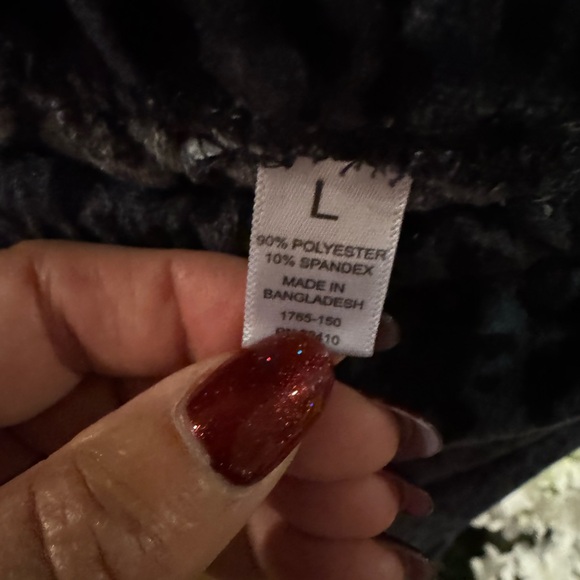 L
90% POLYESTER
10% SPANDEX
MADE IN
BANGLADESH
1765-150